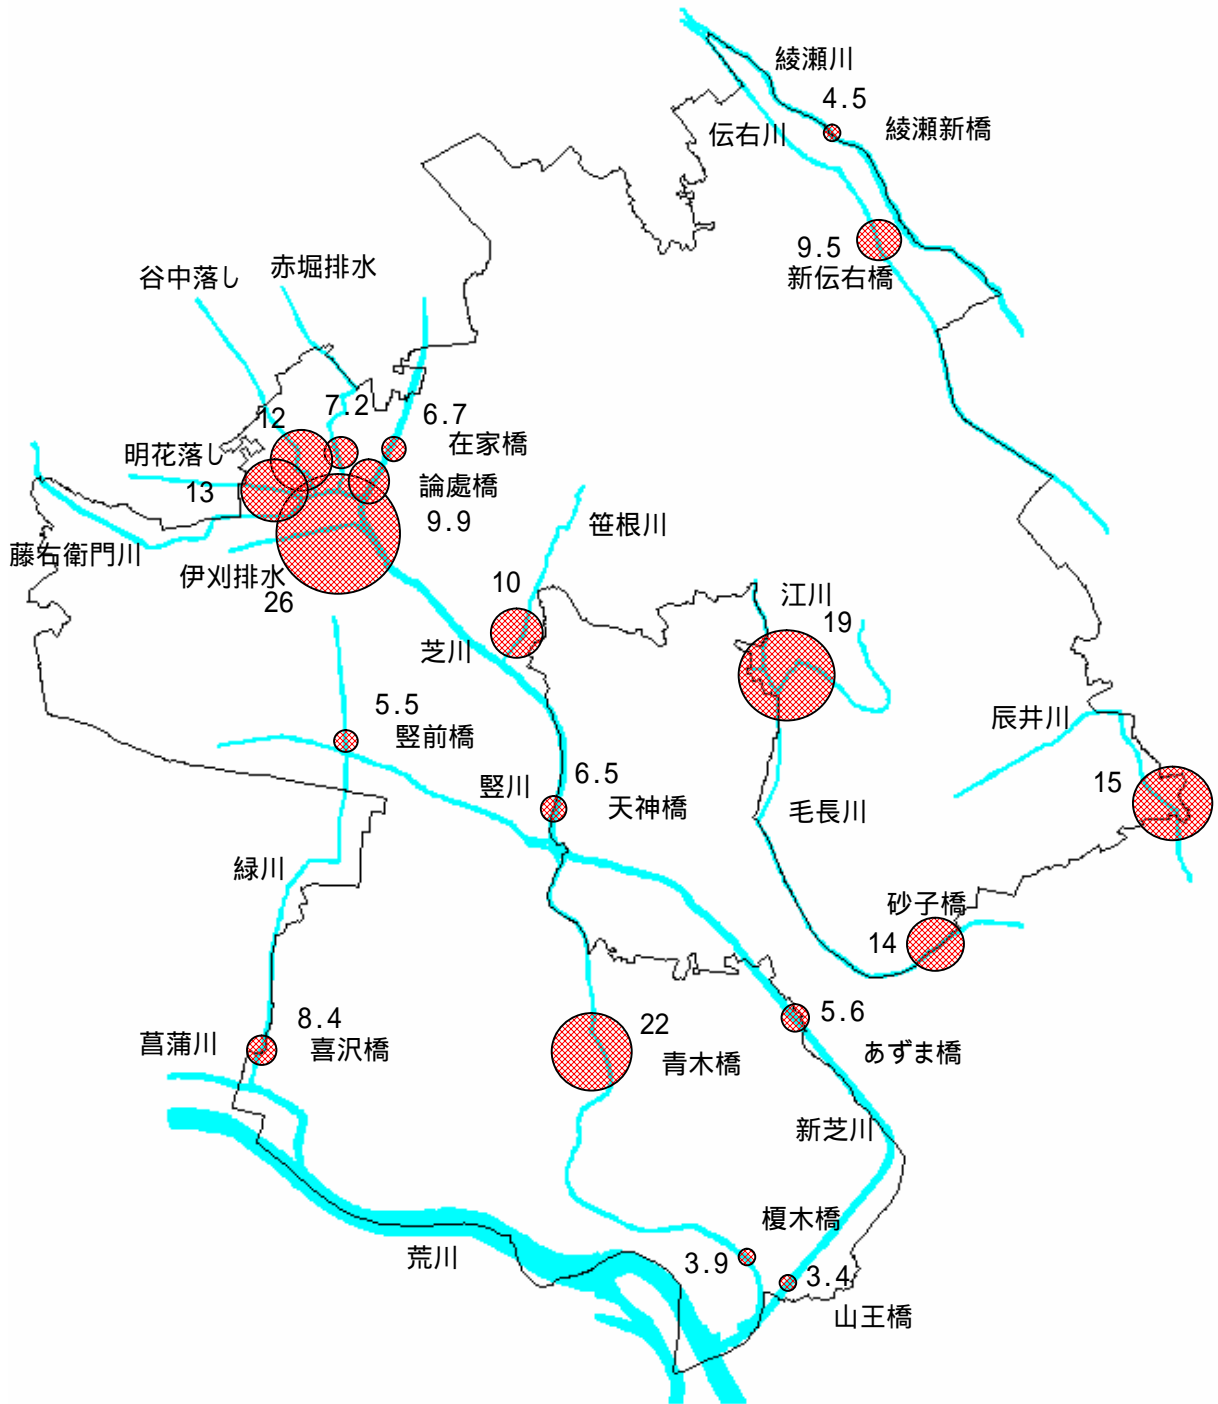 綾瀬川
4.5
綾瀬新橋
伝右川
9.5
新伝右橋
赤堀排水
谷中落し
7.2
12
6.7
在家橋
明花落し
13
論處橋
9.9
笹根川
藤右衛門川
伊刈排水
26
10
江川
19
芝川
5.5
竪前橋
辰井川
6.5
竪川
天神橋
15
毛長川
緑川
砂子橋
14
8.4
喜沢橋
菖蒲川
22
青木橋
5.6
あずま橋
新芝川
榎木橋
荒川
3.9
3.4
山王橋